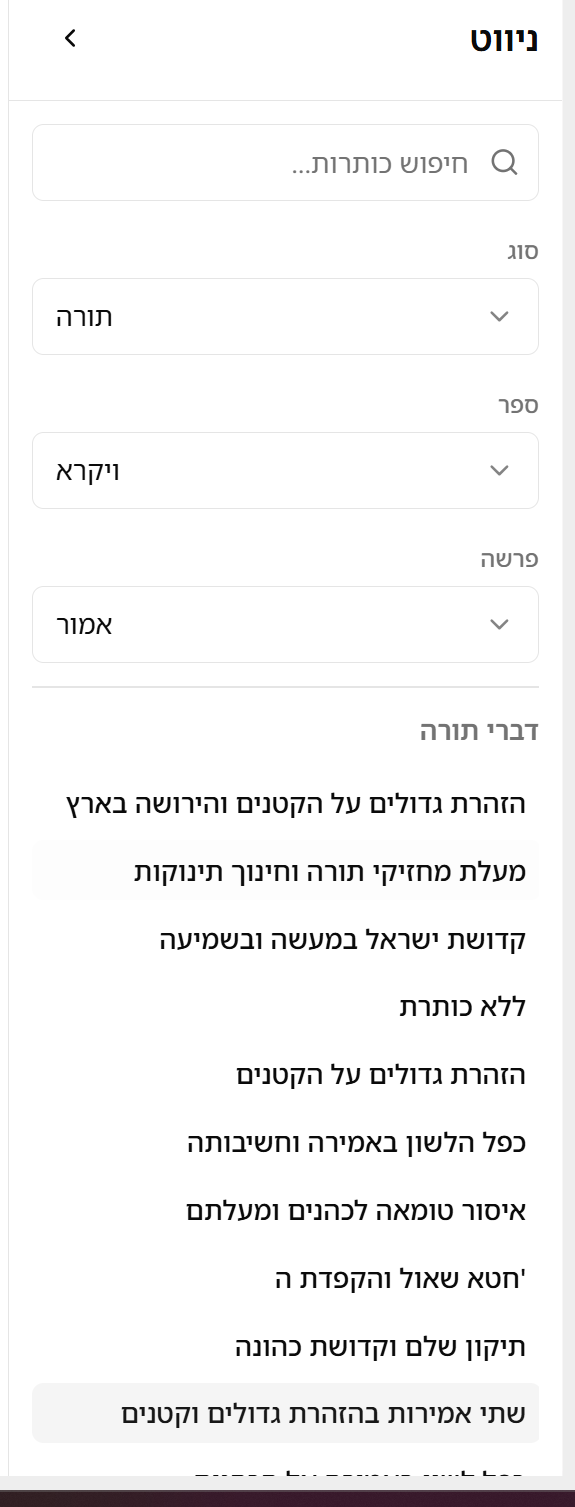 ניווט
חיפוש כותרות...
סוג
תורה
ספר
ויקרא
פרשה
אמור
דברי תורה
הזהרת גדולים על הקטנים והירושה בארץ
מעלת מחזיקי תורה וחינוך תינוקות
קדושת ישראל במעשה ובשמיעה
ללא כותרת
הזהרת גדולים על הקטנים
כפל הלשון באמירה וחשיבותה
איסור טומאה לכהנים ומעלתם
'חטא שאול והקפדת ה
תיקון שלם וקדושת כהונה
שתי אמירות בהזהרת גדולים וקטנים